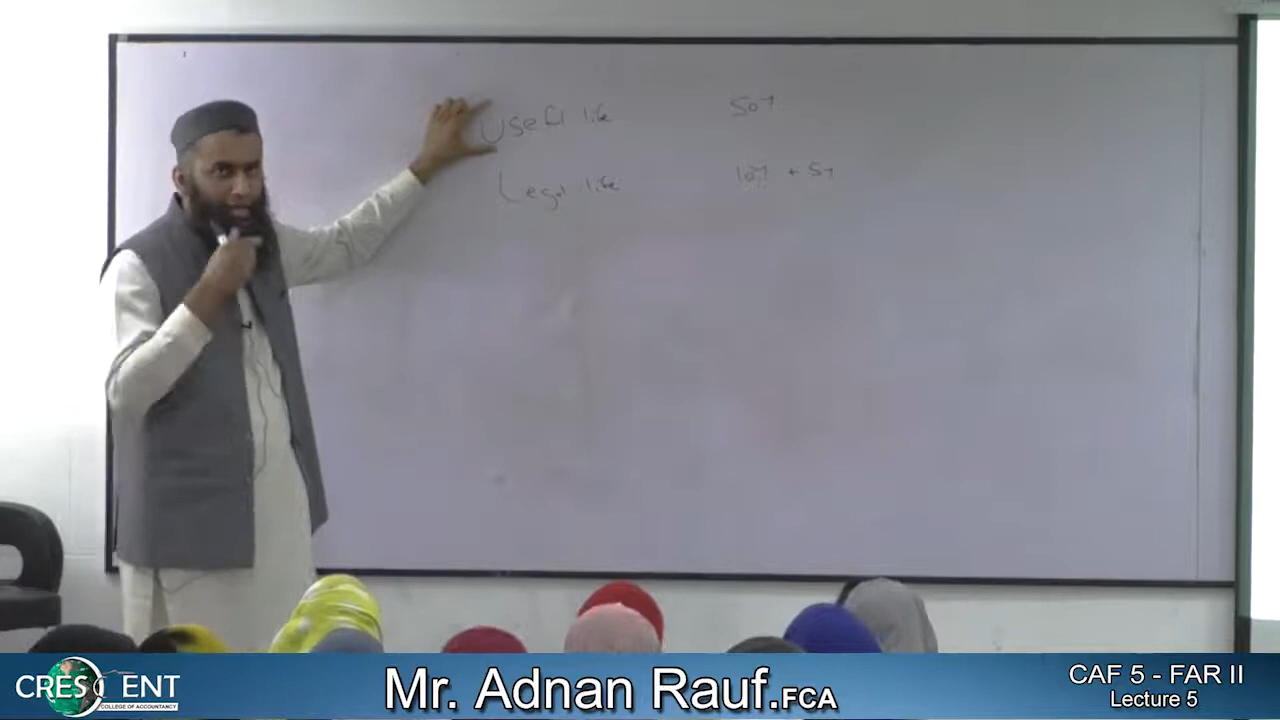 Useful life 50y
Legal life 10y + 5y
CRESCENT
COLLEGE OF ACCOUNTANCY
Mr. Adnan Rauf.FCA
CAF 5 - FAR II
Lecture 5